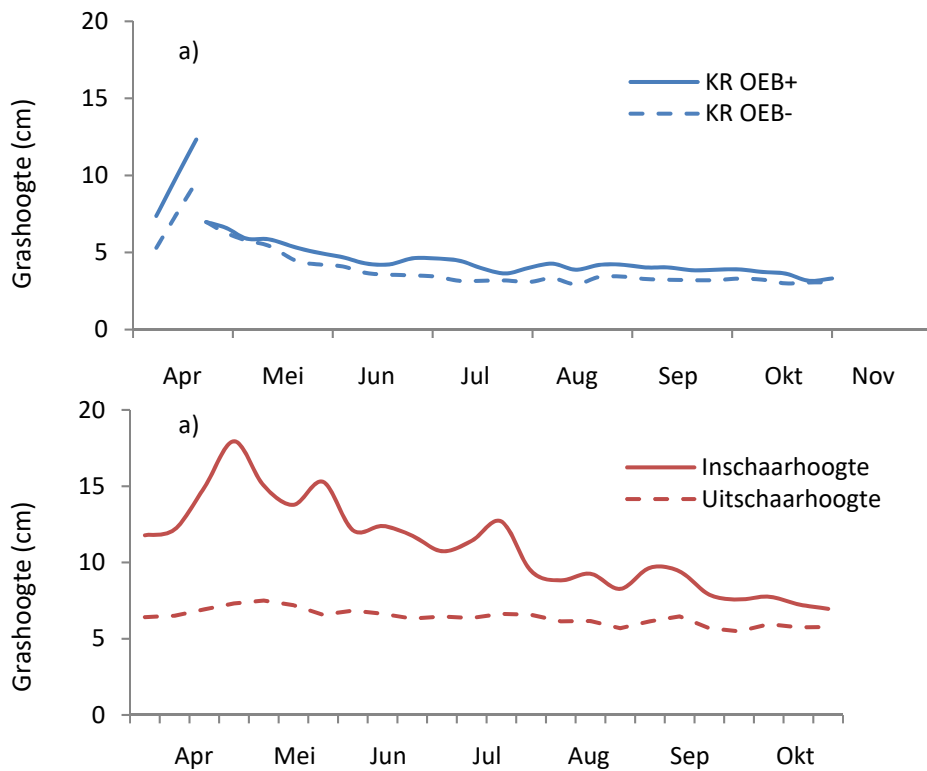 20
a)
15
10
5
0
Grashoogte (cm)
KR OEB+
KR OEB-
Apr Mei Jun Jul Aug Sep Okt Nov
20
a)
15
10
5
0
Grashoogte (cm)
Inschaarhoogte
Uitschaarhoogte
Apr Mei Jun Jul Aug Sep Okt